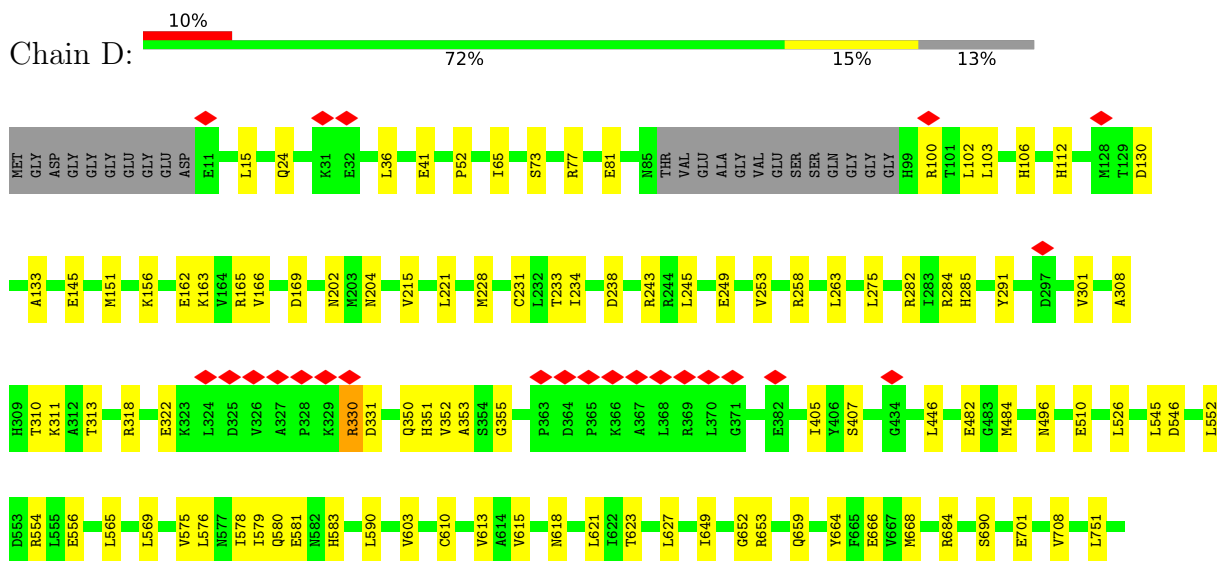 10%
Chain D:
72% 15% 13%
MET GLY ASP GLY GLY GLY GLU GLY GLU ASP E11 L15 Q24 K31 E32 L36 E41 P52 I65 S73 R77 E81 N85 THR VAL GLU ALA GLY VAL GLU SER SER GLN GLY GLY GLY H99 R100 T101 L102 L103 H106 H112 M128 T129 D130
A133 E145 M151 K156 E162 K163 V164 R165 V166 D169 N202 M203 N204 V215 L221 M228 C231 L232 T233 I234 D238 R243 R244 L245 E249 V253 R258 L263 L275 R282 I283 R284 H285 Y291 D297 V301 A308
H309 T310 K311 A312 T313 R318 E322 K323 L324 D325 V326 A327 P328 K329 R330 D331 Q350 H351 V352 A353 S354 G355 P363 D364 P365 K366 A367 L368 R369 L370 G371 E382 I405 Y406 S407 G434 L446 E482 G483 M484 N496 E510 L526 L545 D546 L552
D553 R554 L555 E556 L565 L569 V575 L576 N577 I578 I579 Q580 E581 N582 H583 L590 V603 C610 V613 A614 V615 N618 L621 I622 T623 L627 I649 G652 R653 Q659 Y664 F665 E666 V667 M668 R684 S690 E701 V708 L751